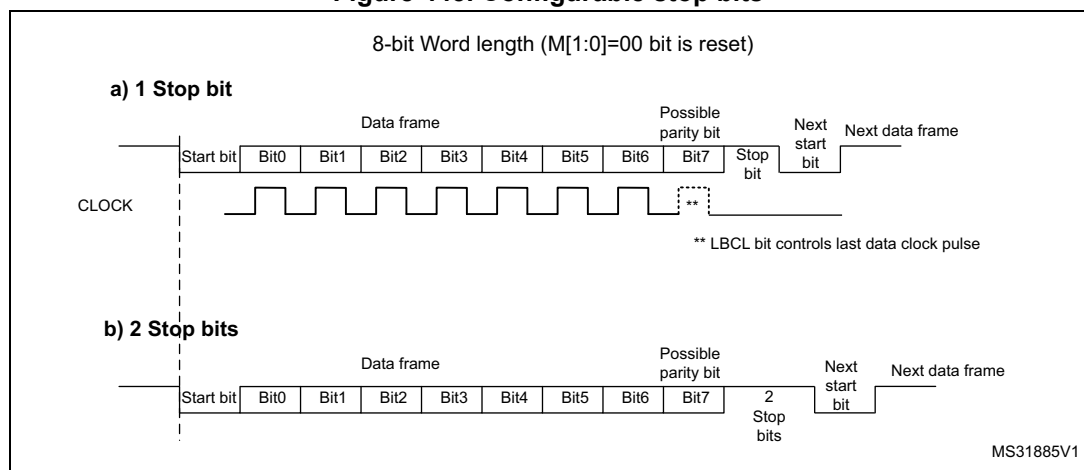 8-bit Word length (M[1:0]=00 bit is reset)
a) 1 Stop bit
Data frame
Possible
parity bit
Next
start
bit
Next data frame
Start bit Bit0 Bit1 Bit2 Bit3 Bit4 Bit5 Bit6 Bit7 Stop
bit
CLOCK
**
** LBCL bit controls last data clock pulse
b) 2 Stop bits
Data frame
Possible
parity bit
Next
start
bit
Next data frame
Start bit Bit0 Bit1 Bit2 Bit3 Bit4 Bit5 Bit6 Bit7 2
Stop
bits
MS31885V1